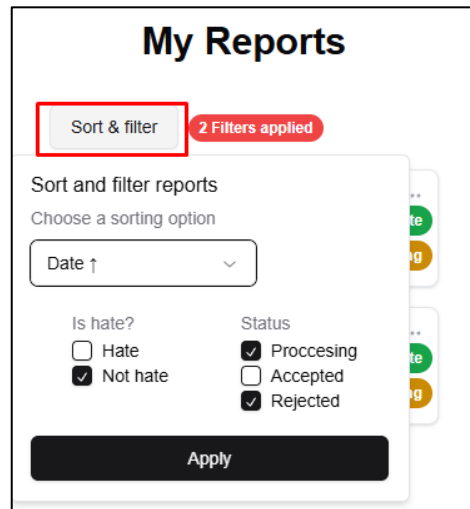 My Reports
Sort & filter
2 Filters applied
Sort and filter reports
Choose a sorting option
Date ↑
Is hate?
Status
Hate
Proccesing
Not hate
Accepted
Rejected
Apply